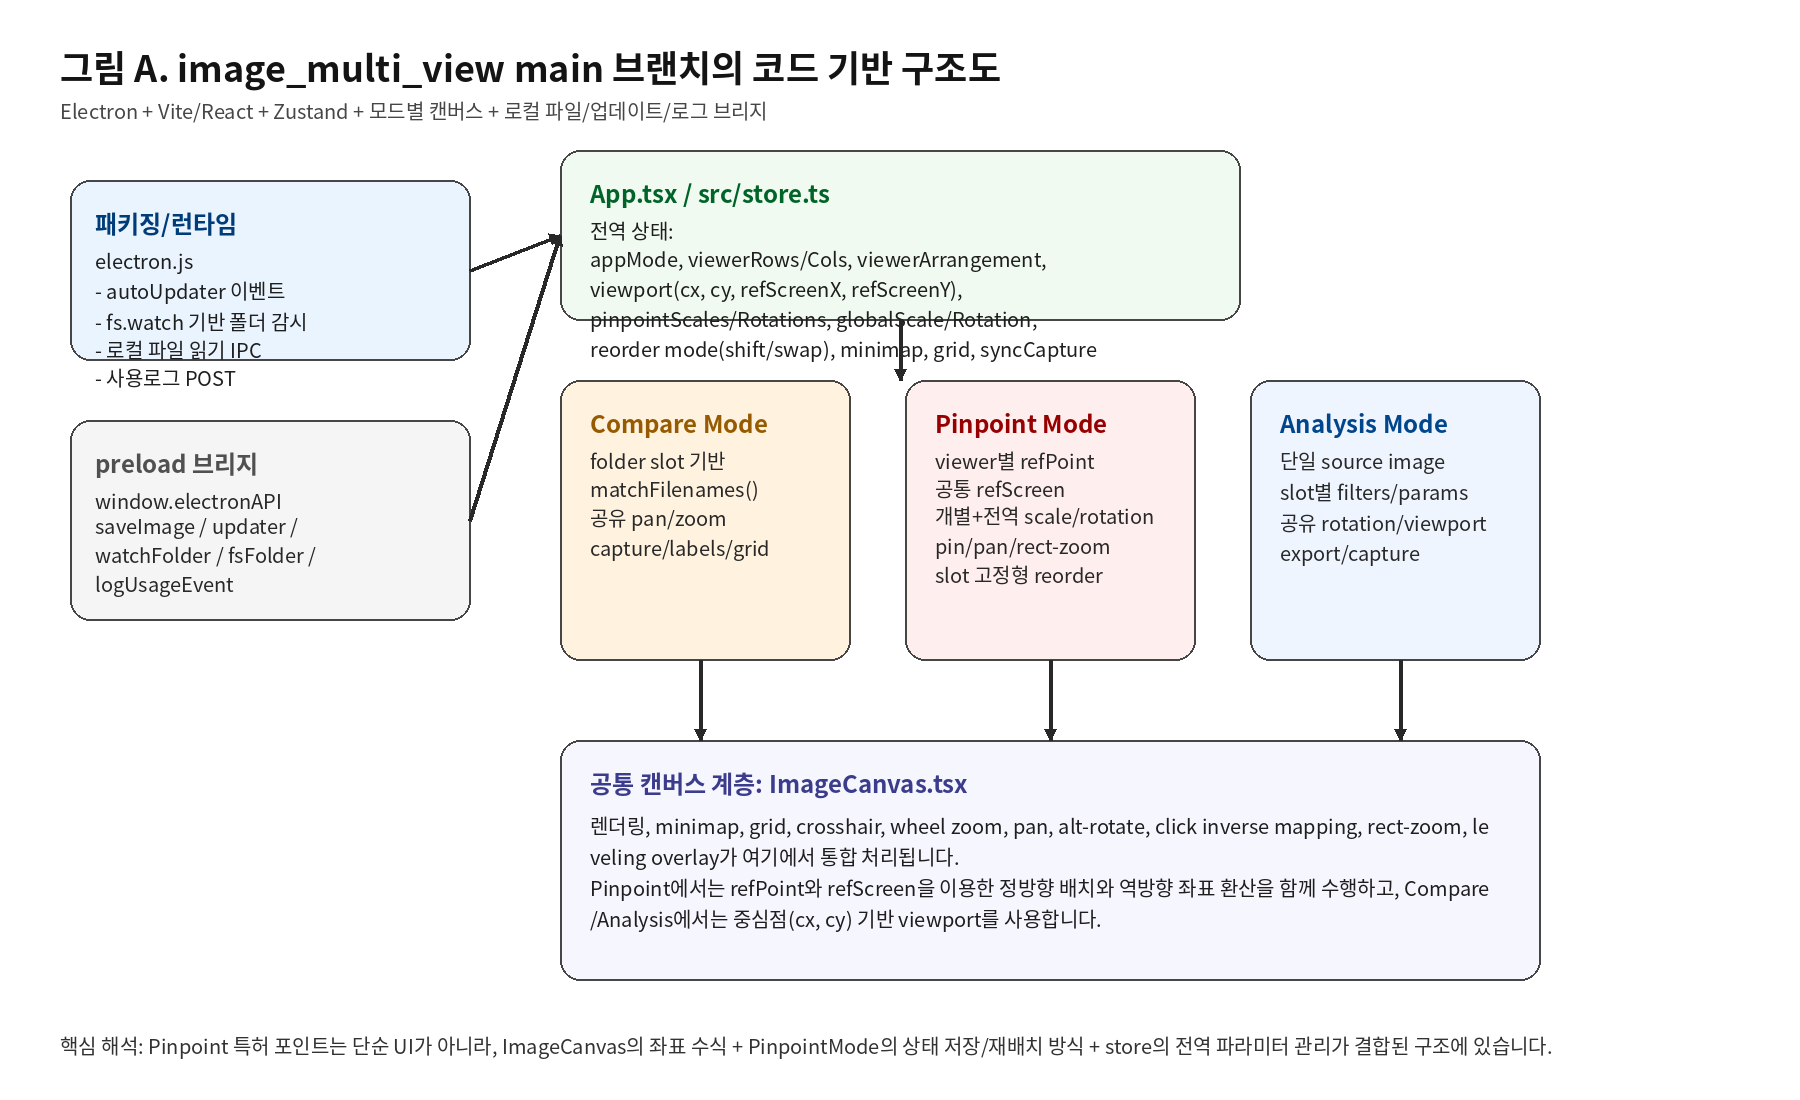 그림 A. image_multi_view main 브랜치의 코드 기반 구조도
Electron + Vite/React + Zustand + 모드별 캔버스 + 로컬 파일/업데이트/로그 브리지
패키징/런타임
electron.js
- autoUpdater 이벤트
- fs.watch 기반 폴더 감시
- 로컬 파일 읽기 IPC
- 사용로그 POST
preload 브리지
window.electronAPI
saveImage / updater /
watchFolder / fsFolder /
logUsageEvent
App.tsx / src/store.ts
전역 상태:
appMode, viewerRows/Cols, viewerArrangement,
viewport(cx, cy, refScreenX, refScreenY),
pinpointScales/Rotations, globalScale/Rotation,
reorder mode(shift/swap), minimap, grid, syncCapture
Compare Mode
folder slot 기반
matchFilenames()
공유 pan/zoom
capture/labels/grid
Pinpoint Mode
viewer별 refPoint
공통 refScreen
개별+전역 scale/rotation
pin/pan/rect-zoom
slot 고정형 reorder
Analysis Mode
단일 source image
slot별 filters/params
공유 rotation/viewport
export/capture
공통 캔버스 계층: ImageCanvas.tsx
렌더링, minimap, grid, crosshair, wheel zoom, pan, alt-rotate, click inverse mapping, rect-zoom, le
veling overlay가 여기에서 통합 처리됩니다.
Pinpoint에서는 refPoint와 refScreen을 이용한 정방향 배치와 역방향 좌표 환산을 함께 수행하고, Compare
/Analysis에서는 중심점(cx, cy) 기반 viewport를 사용합니다.
핵심 해석: Pinpoint 특허 포인트는 단순 UI가 아니라, ImageCanvas의 좌표 수식 + PinpointMode의 상태 저장/재배치 방식 + store의 전역 파라미터 관리가 결합된 구조에 있습니다.